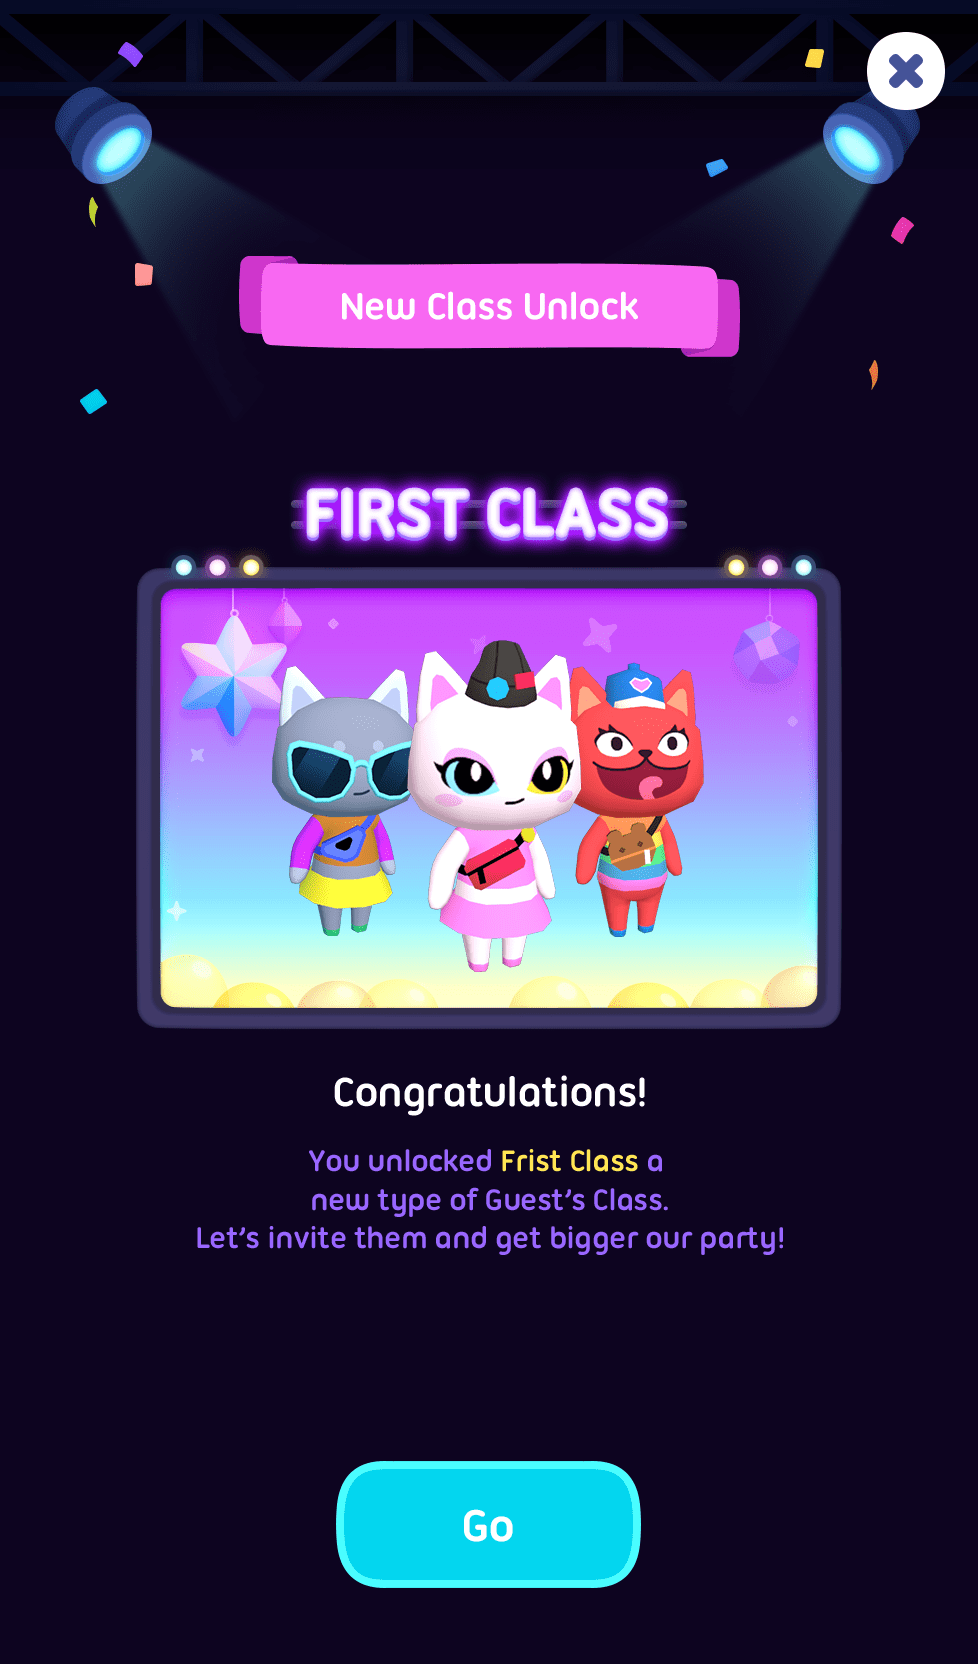 New Class Unlock
FIRST CLASS
Congratulations!
You unlocked Frist Class a
new type of Guest’s Class.
Let’s invite them and get bigger our party!
Go